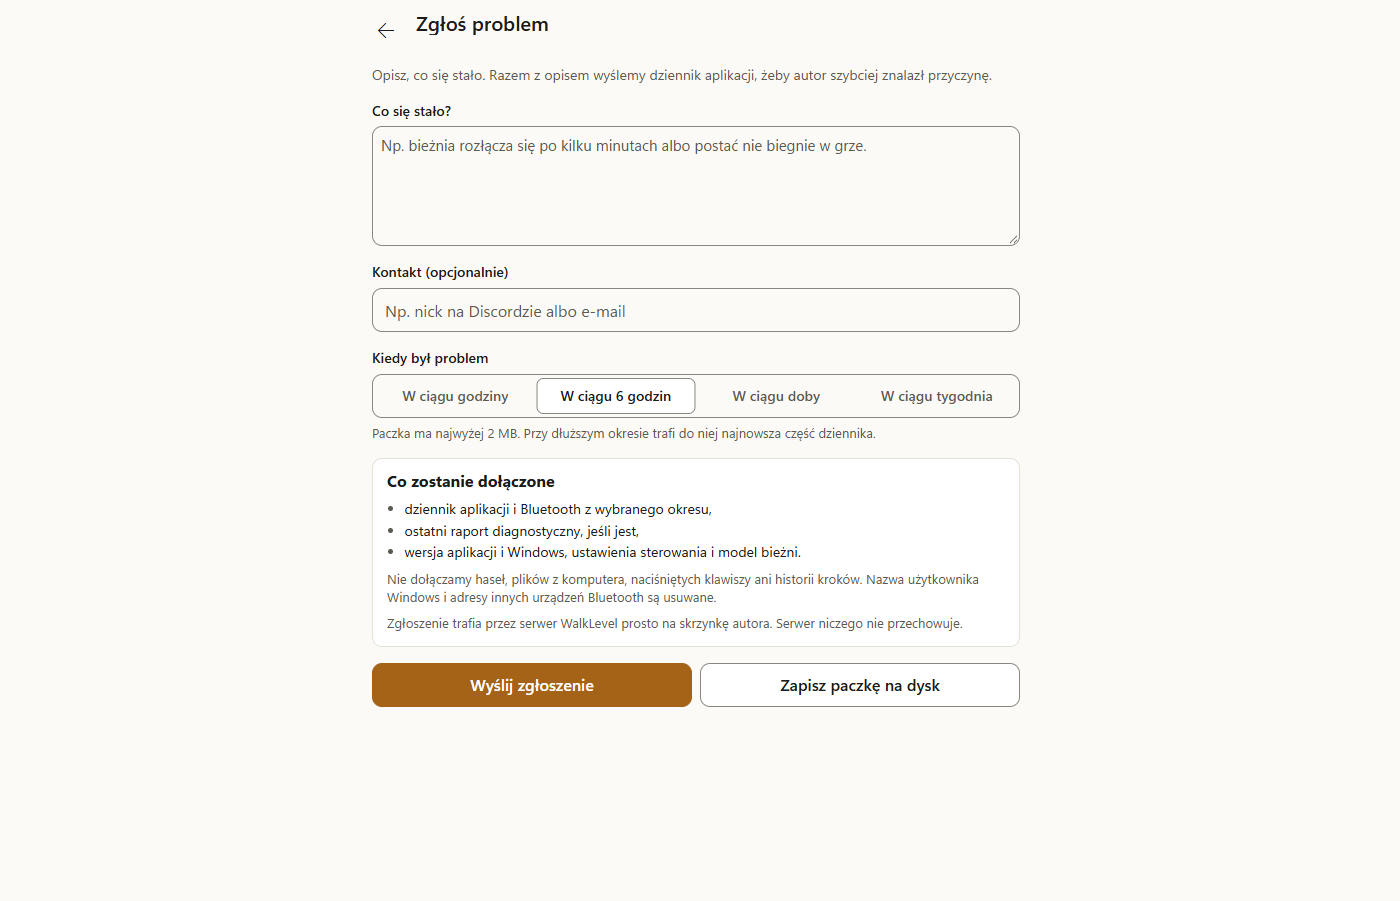 Zgłoś problem
Opisz, co się stało. Razem z opisem wyślemy dziennik aplikacji, żeby autor szybciej znalazł przyczynę.
Co się stało?
Np. bieżnia rozłącza się po kilku minutach albo postać nie biegnie w grze.
Kontakt (opcjonalnie)
Np. nick na Discordzie albo e-mail
Kiedy był problem
W ciągu godziny W ciągu 6 godzin W ciągu doby W ciągu tygodnia
Paczka ma najwyżej 2 MB. Przy dłuższym okresie trafi do niej najnowsza część dziennika.
Co zostanie dołączone
• dziennik aplikacji i Bluetooth z wybranego okresu,
• ostatni raport diagnostyczny, jeśli jest,
• wersja aplikacji i Windows, ustawienia sterowania i model bieżni.
Nie dołączamy haseł, plików z komputera, naciśniętych klawiszy ani historii kroków. Nazwa użytkownika
Windows i adresy innych urządzeń Bluetooth są usuwane.
Zgłoszenie trafia przez serwer WalkLevel prosto na skrzynkę autora. Serwer niczego nie przechowuje.
Wyślij zgłoszenie Zapisz paczkę na dysk